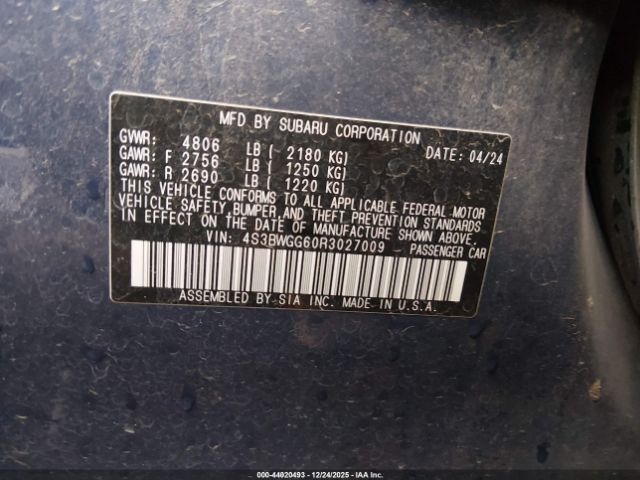 MFD BY SUBARU CORPORATION
GVWR: 4806 LB ( 2180 KG) DATE: 04/24
GAWR: F 2756 LB ( 1250 KG)
GAWR: R 2690 LB ( 1220 KG)
THIS VEHICLE CONFORMS TO ALL APPLICABLE FEDERAL MOTOR
VEHICLE SAFETY,BUMPER,AND THEFT PREVENTION STANDARDS
IN EFFECT ON THE DATE OF MANUFACTURE SHOWN ABOVE.
VIN: 4S3BWGG60R3027009 PASSENGER CAR
ASSEMBLED BY SIA INC. MADE IN U.S.A.
000-44020493 - 12/24/2025 - IAA Inc.